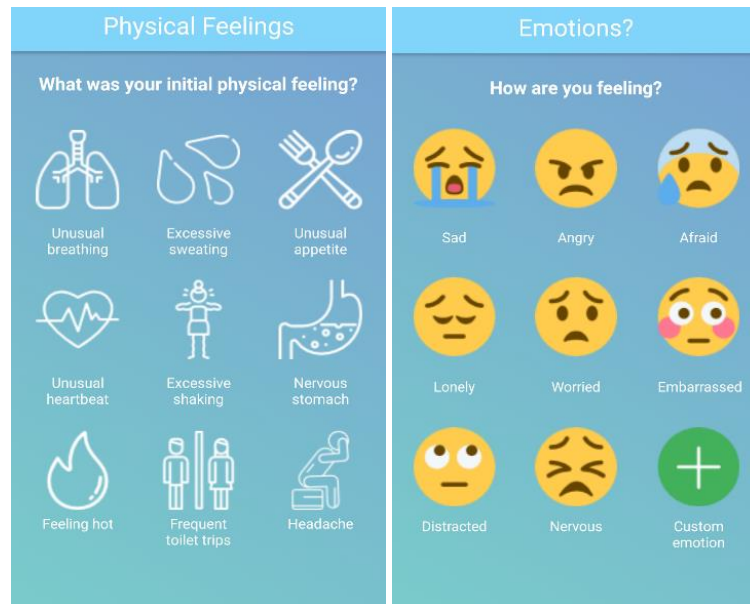 Physical Feelings
What was your initial physical feeling?
Unusual
breathing
Excessive
sweating
Unusual
appetite
Unusual
heartbeat
Excessive
shaking
Nervous
stomach
Feeling hot
Frequent
toilet trips
Headache
Emotions?
How are you feeling?
Sad
Angry
Afraid
Lonely
Worried
Embarrassed
Distracted
Nervous
Custom
emotion